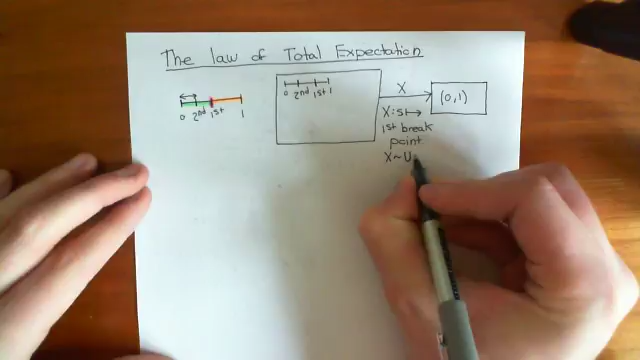 The law of Total Expectation
0 2nd 1st 1
0 2nd 1st 1
X
(0,1)
X:S↦
1st break
point
X~U